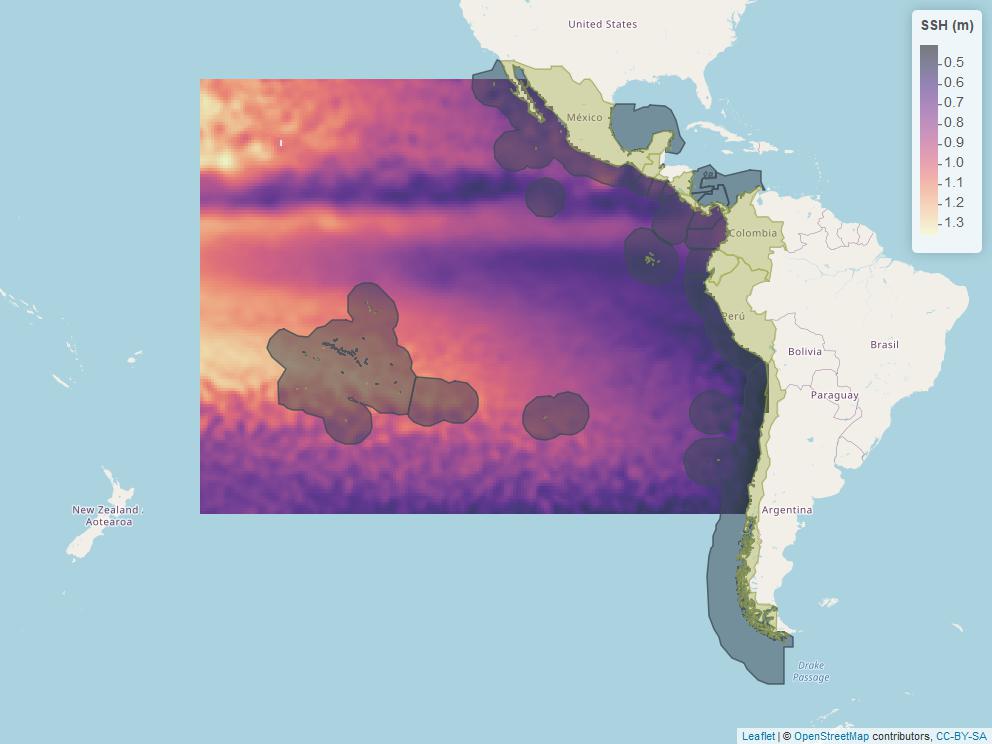 United States
SSH (m)
0.5
0.6
0.7
0.8
0.9
1.0
1.1
1.2
1.3
México
Colombia
Perú
Bolivia
Brasil
Paraguay
New Zealand
Aotearoa
Argentina
Drake
Passage
Leaflet | © OpenStreetMap contributors, CC-BY-SA